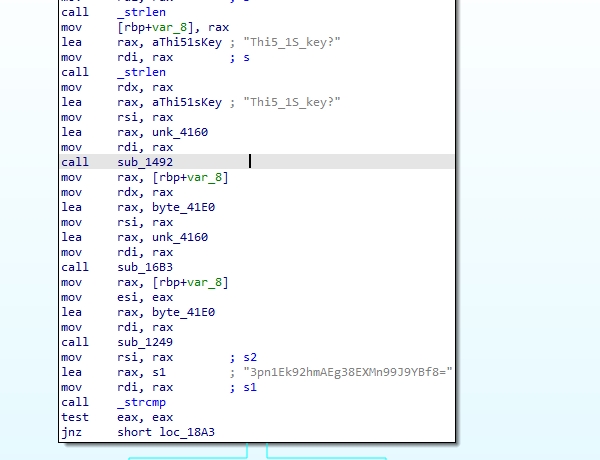 call _strlen
mov [rbp+var_8], rax
lea rax, aThi51sKey ; "Thi5_1S_key?"
mov rdi, rax ; s
call _strlen
mov rdx, rax
lea rax, aThi51sKey ; "Thi5_1S_key?"
mov rsi, rax
lea rax, unk_4160
mov rdi, rax
call sub_1492
mov rax, [rbp+var_8]
mov rdx, rax
lea rax, byte_41E0
mov rsi, rax
lea rax, unk_4160
mov rdi, rax
call sub_16B3
mov rax, [rbp+var_8]
mov esi, eax
lea rax, byte_41E0
mov rdi, rax
call sub_1249
mov rsi, rax ; s2
lea rax, s1 ; "3pn1Ek92hmAEg38EXMn99J9YBf8="
mov rdi, rax ; s1
call _strcmp
test eax, eax
jnz short loc_18A3